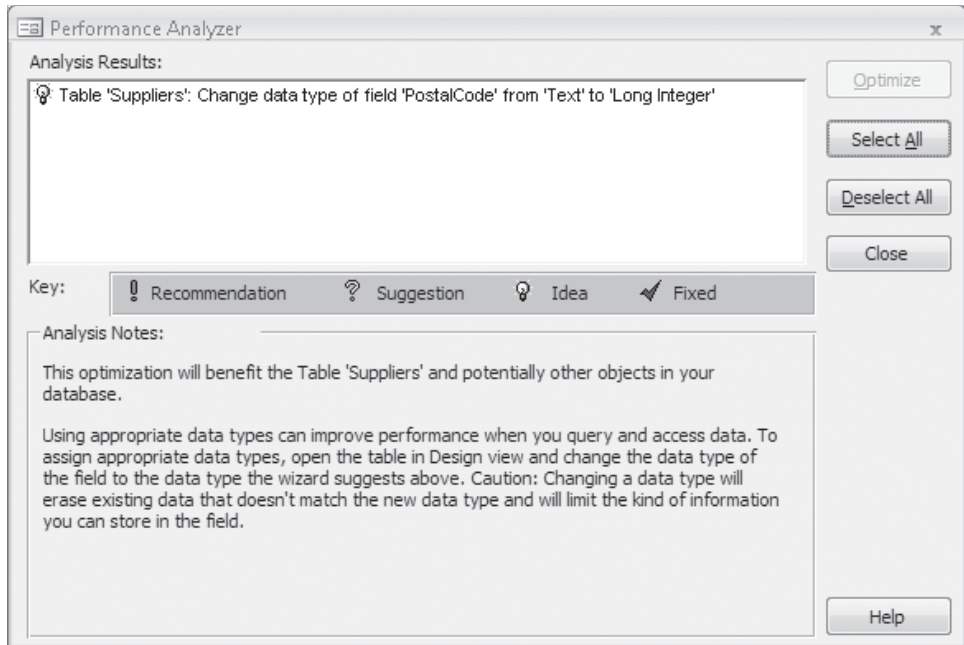 Performance Analyzer
x
Analysis Results:
Table 'Suppliers': Change data type of field 'PostalCode' from 'Text' to 'Long Integer'
Optimize
Select All
Deselect All
Close
Key:
Recommendation
Suggestion
Idea
Fixed
Analysis Notes:
This optimization will benefit the Table 'Suppliers' and potentially other objects in your
database.
Using appropriate data types can improve performance when you query and access data. To
assign appropriate data types, open the table in Design view and change the data type of
the field to the data type the wizard suggests above. Caution: Changing a data type will
erase existing data that doesn't match the new data type and will limit the kind of information
you can store in the field.
Help